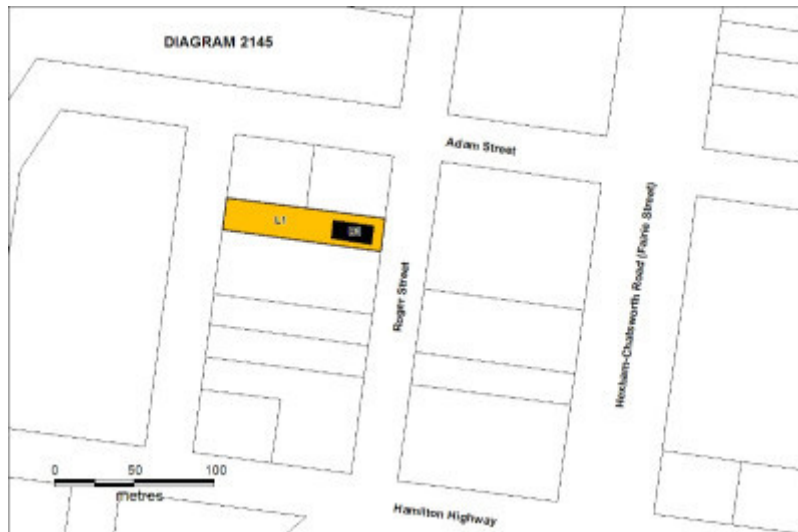 DIAGRAM 2145
Adam Street
L1
Roger Street
Hexham-Chatsworth Road (Fairie Street)
0 50 100
metres
Hamilton Highway